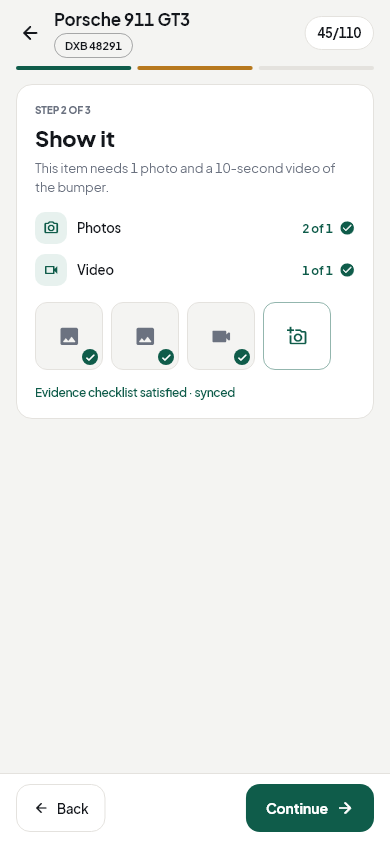 Porsche 911 GT3
DXB 48291
45/110
STEP 2 OF 3
Show it
This item needs 1 photo and a 10-second video of
the bumper.
Photos
2 of 1
Video
1 of 1
Evidence checklist satisfied · synced
Back
Continue